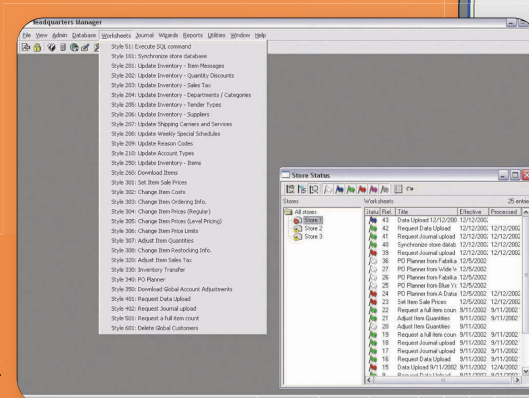 Headquarters Manager
File View Admin Database Worksheets Journal Wizards Reports Utilities Window Help
Style 51: Execute SQL command
Style 101: Synchronize store database
Style 201: Update Inventory - Item Messages
Style 202: Update Inventory - Quantity Discounts
Style 203: Update Inventory - Sales Tax
Style 204: Update Inventory - Departments / Categories
Style 205: Update Inventory - Tender Types
Style 206: Update Inventory - Suppliers
Style 207: Update Shipping Carriers and Services
Style 208: Update Weekly Special Schedules
Style 209: Update Reason Codes
Style 210: Update Account Types
Style 250: Update Inventory - Items
Style 260: Download Items
Style 301: Set Item Sale Prices
Style 302: Change Item Costs
Style 303: Change Item Ordering Info.
Style 304: Change Item Prices (Regular)
Style 305: Change Item Prices (Level Pricing)
Style 306: Change Item Price Limits
Style 307: Adjust Item Quantities
Style 308: Change Item Restocking Info.
Style 320: Adjust Item Sales Tax
Style 330: Inventory Transfer
Style 340: PO Planner
Style 350: Download Global Account Adjustments
Style 401: Request Data Upload
Style 402: Request Journal upload
Style 501: Request a full item count
Style 601: Delete Global Customers
Store Status
Stores Worksheets 25 entrie
All stores
Store 1
Store 2
Store 3
Status Ref. Title Effective Processed
43 Data Upload 12/12/200 12/12/2002
42 Request Data Upload 12/12/2002 12/12/2002
41 Request Journal upload 12/12/2002 12/12/2002
40 Synchronize store datab 12/12/2002 12/12/2002
39 Request Journal upload 12/12/2002 12/12/2002
36 PO Planner from Fabrika 12/5/2002
27 PO Planner from Wide W 12/5/2002
26 PO Planner from Fabrika 12/5/2002
25 PO Planner from Blue Yo 12/5/2002
24 PO Planner from A Datur 12/5/2002 12/12/2002
23 Set Item Sale Prices 12/5/2002 12/12/2002
22 Request a full item coun 9/11/2002 9/11/2002
21 Adjust Item Quantities 9/11/2002 9/11/2002
20 Adjust Item Quantities 9/11/2002
19 Request a full item coun 9/11/2002 9/11/2002
18 Request Journal upload 9/11/2002 9/11/2002
17 Request Journal upload 9/11/2002 9/11/2002
16 Request Data Upload 9/11/2002 9/11/2002
15 Data Upload 9/11/2002 9/11/2002 12/4/2002
9 Request Data Upload 9/11/2002 9/11/2002